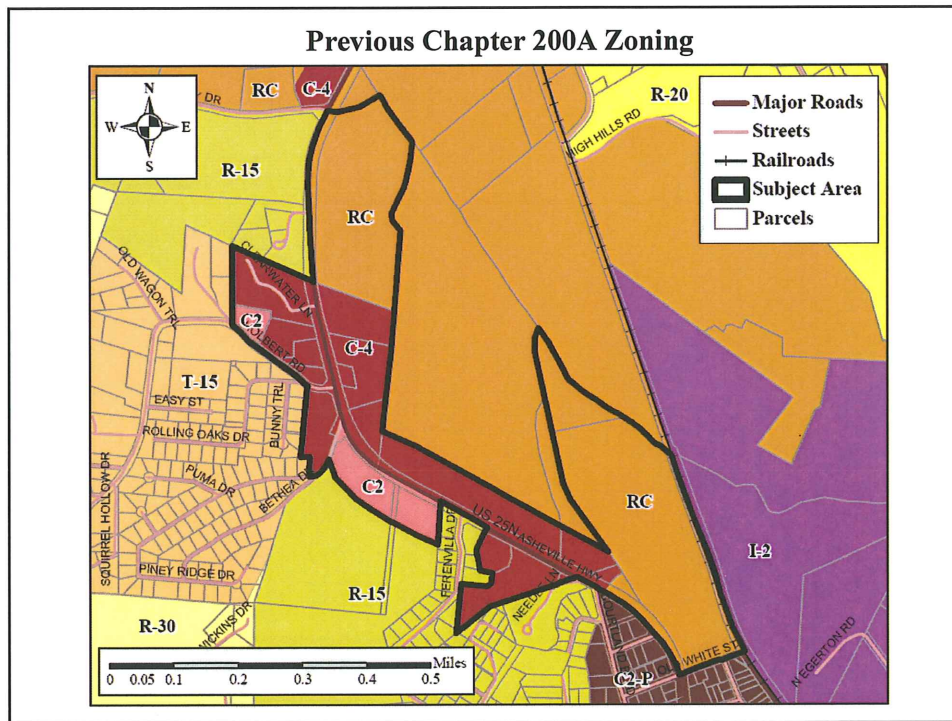 Previous Chapter 200A Zoning
N
W E
S
Major Roads
Streets
Railroads
Subject Area
Parcels
DR
RC
C-4
R-20
HIGH HILLS RD
R-15
RC
OLD WAGON TRL
CLEARWATER LN
C2
COLBERT RD
C-4
T-15
EASY ST
BUNNY TRL
ROLLING OAKS DR
PUMA DR
BETHEA DR
SQUIRREL HOLLOW DR
PINEY RIDGE DR
C2
US 25N
ASHEVILLE HWY
FERENVILLA DR
RC
I-2
R-15
R-30
WHITE ST
C2-P
N EGERTON RD
Miles
0 0.05 0.1 0.2 0.3 0.4 0.5